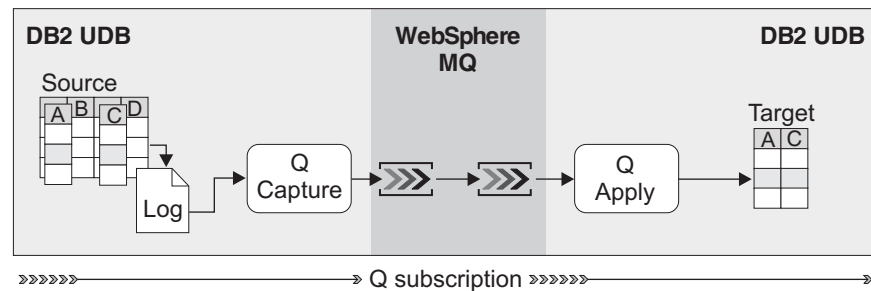 DB2 UDB
WebSphere
MQ
DB2 UDB
Source
A B C D
Log
Q
Capture
Q
Apply
Target
A C
Q subscription